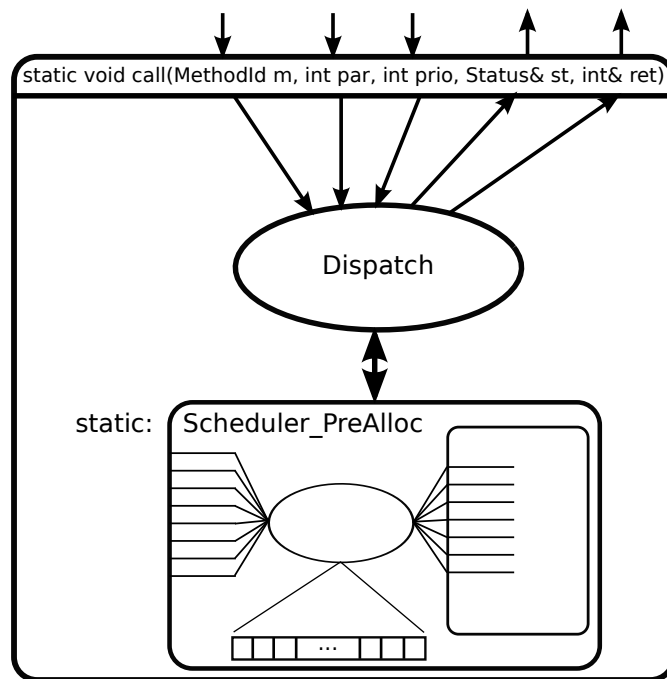 static void call(MethodId m, int par, int prio, Status& st, int& ret)
Dispatch
static: Scheduler_PreAlloc
...